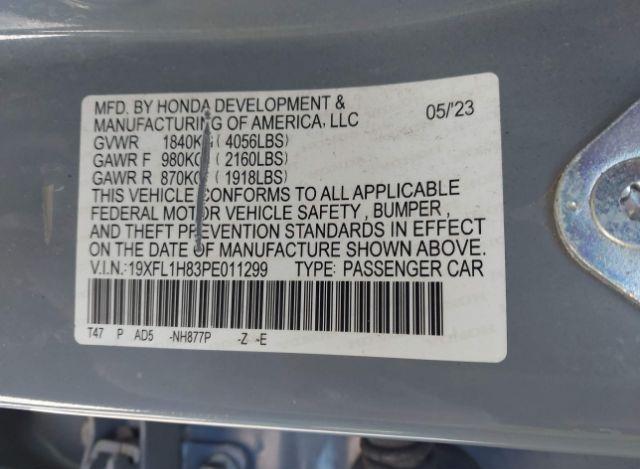 MFD. BY HONDA DEVELOPMENT & 05/'23
MANUFACTURING OF AMERICA, LLC
GVWR 1840KG ( 4056LBS)
GAWR F 980KG ( 2160LBS)
GAWR R 870KG ( 1918LBS)
THIS VEHICLE CONFORMS TO ALL APPLICABLE
FEDERAL MOTOR VEHICLE SAFETY , BUMPER ,
AND THEFT PREVENTION STANDARDS IN EFFECT
ON THE DATE OF MANUFACTURE SHOWN ABOVE.
V.I.N.:19XFL1H83PE011299 TYPE: PASSENGER CAR
T47 P AD5 -NH877P -Z -E